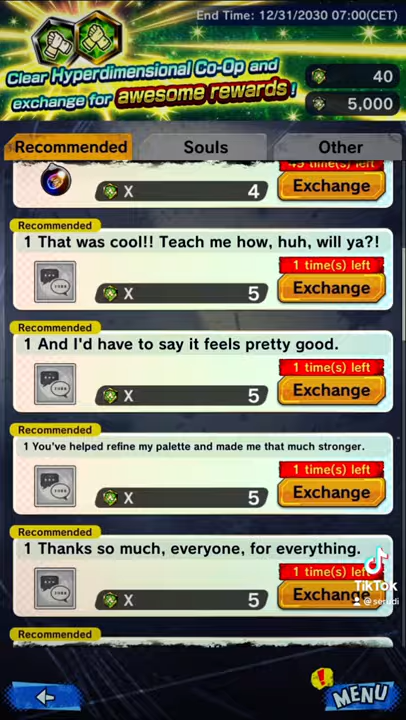 End Time: 12/31/2030 07:00(CET)
Clear Hyperdimensional Co-Op and
exchange for awesome rewards!
40
5,000
Recommended
Souls
Other
45 time(s) left
X 4
Exchange
Recommended
1 That was cool!! Teach me how, huh, will ya?!
1 time(s) left
X 5
Exchange
Recommended
1 And I'd have to say it feels pretty good.
1 time(s) left
X 5
Exchange
Recommended
1 You've helped refine my palette and made me that much stronger.
1 time(s) left
X 5
Exchange
Recommended
1 Thanks so much, everyone, for everything.
1 time(s) left
X 5
Exchange
TikTok
@serudi
Recommended
MENU